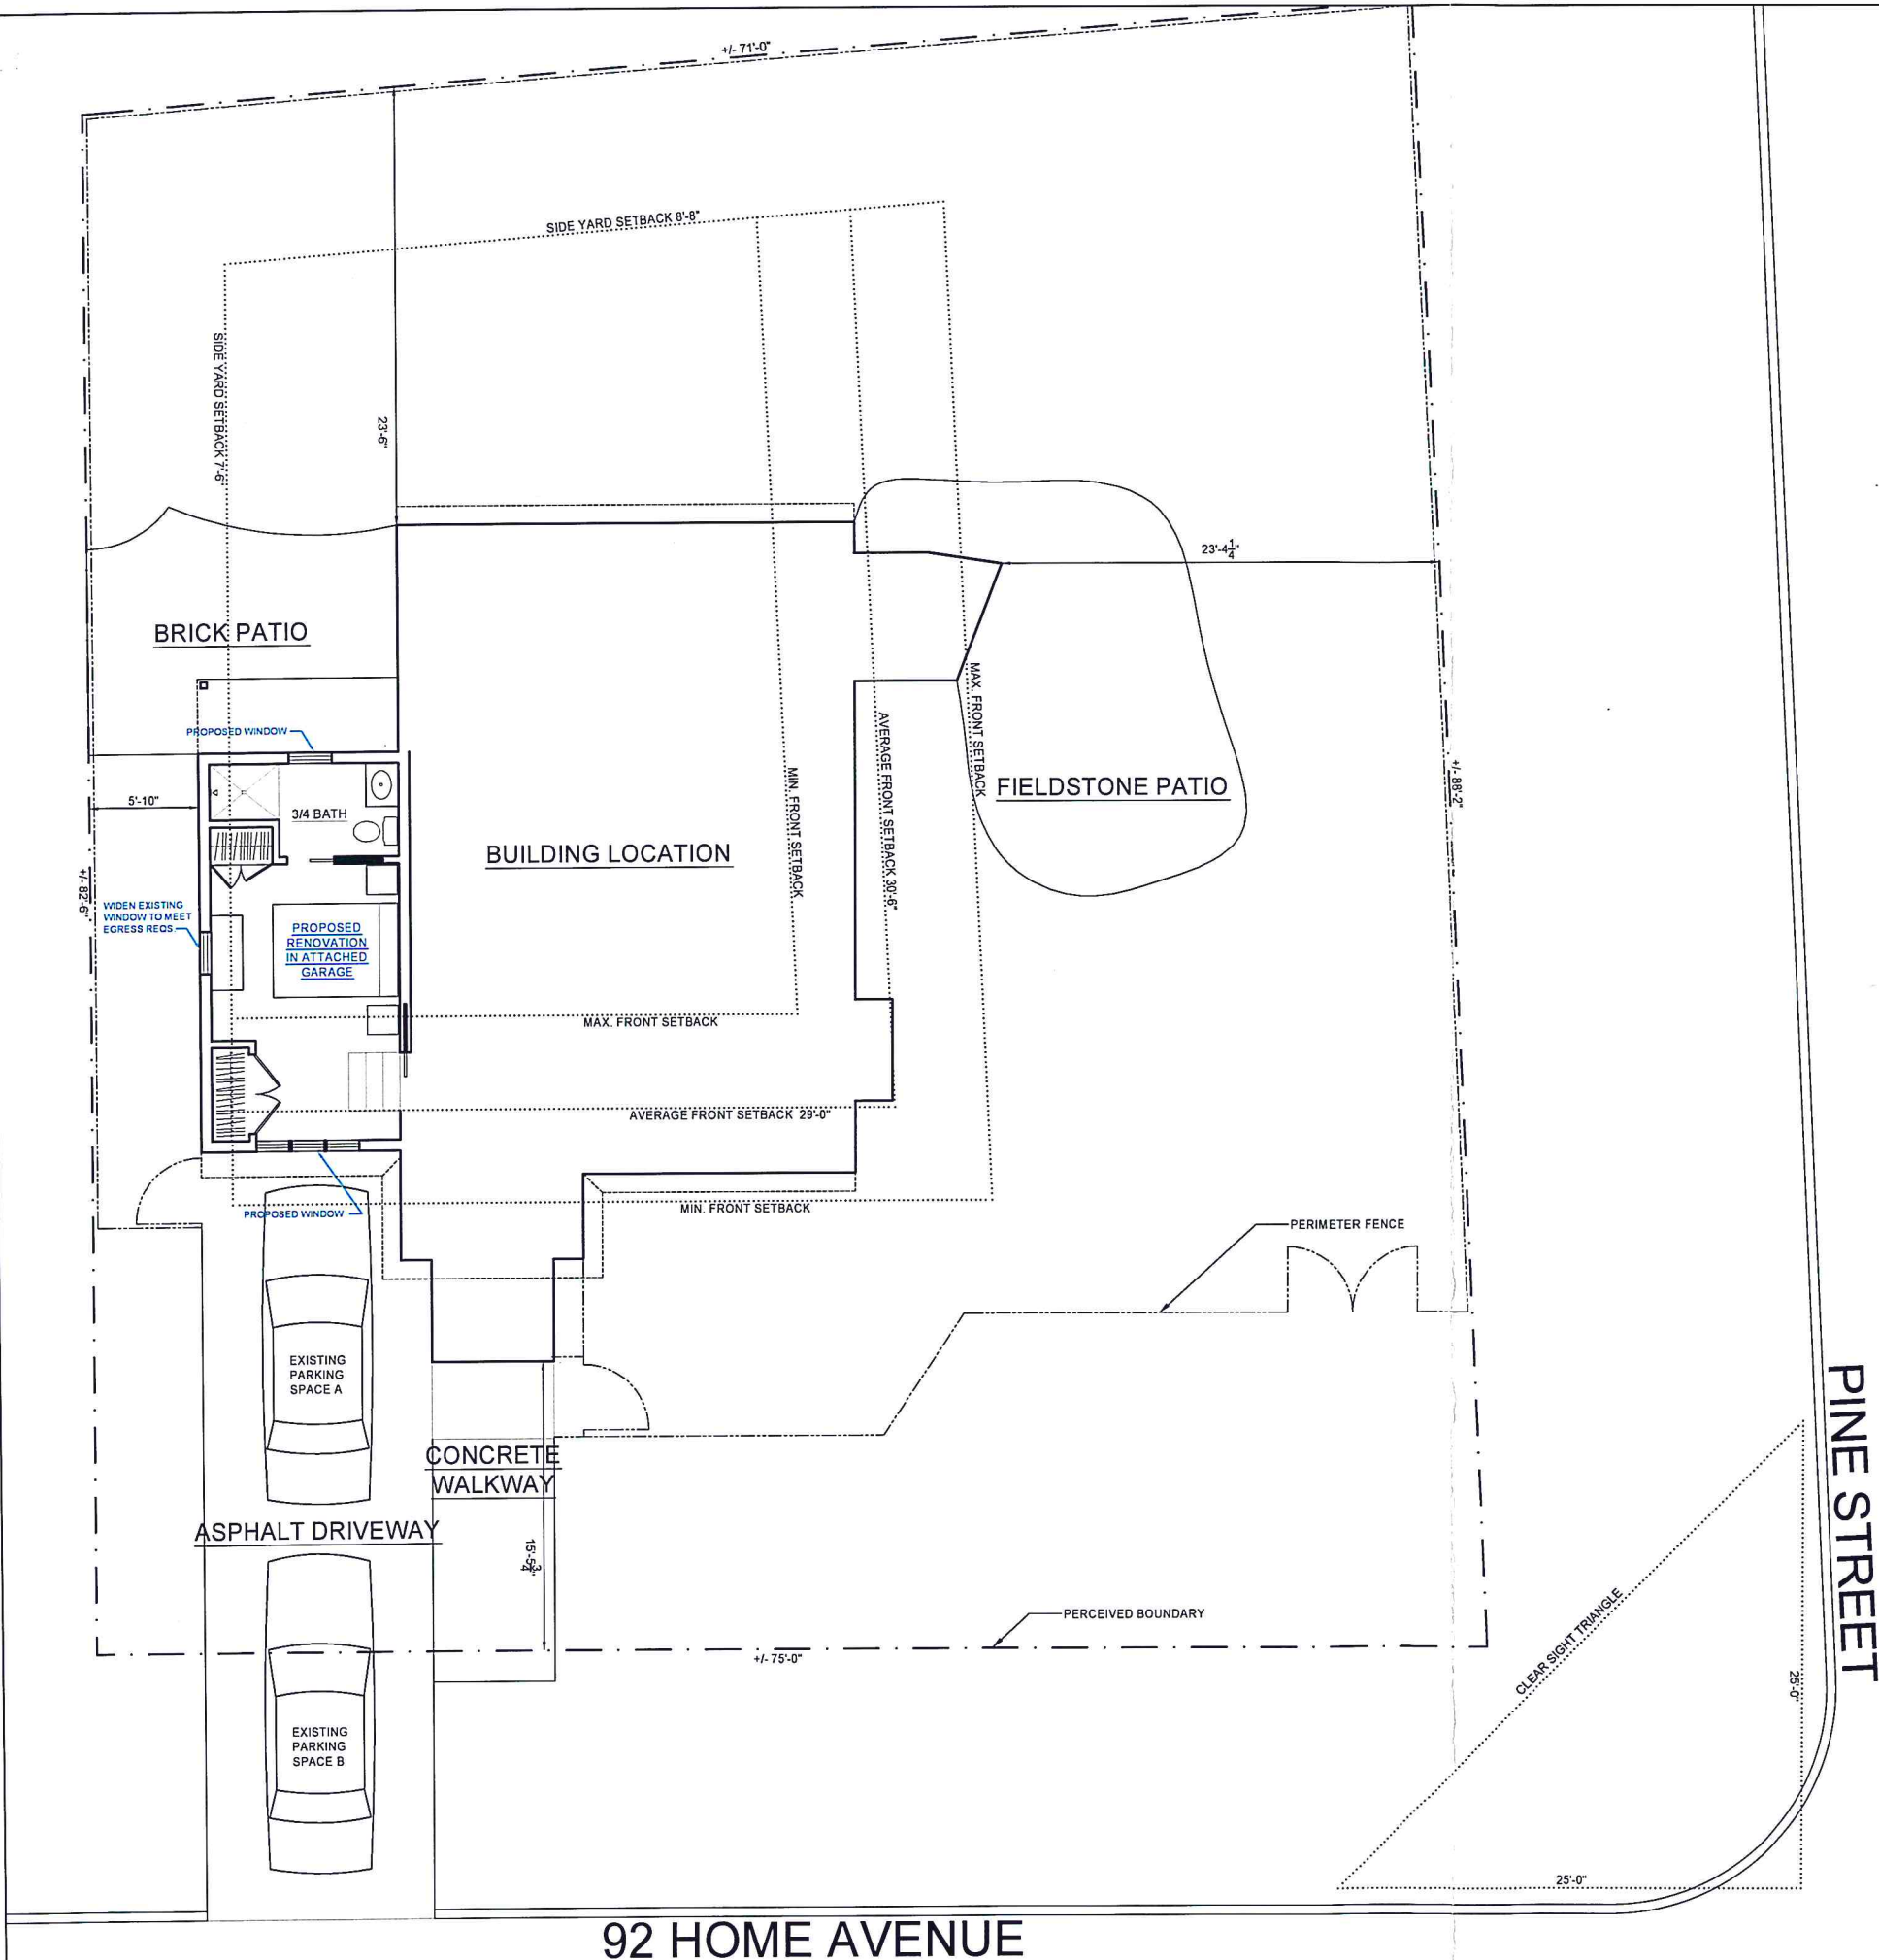 +/- 71'-0"
SIDE YARD SETBACK 8'-8"
SIDE YARD SETBACK 7'-6"
23'-6"
23'-4 1/4"
BRICK PATIO
PROPOSED WINDOW
5'-10"
3/4 BATH
BUILDING LOCATION
MIN. FRONT SETBACK
AVERAGE FRONT SETBACK 30'-6"
MAX. FRONT SETBACK
FIELDSTONE PATIO
+/- 88'-2"
+/- 82'-6"
WIDEN EXISTING
WINDOW TO MEET
EGRESS REQS
PROPOSED
RENOVATION
IN ATTACHED
GARAGE
MAX. FRONT SETBACK
AVERAGE FRONT SETBACK 29'-0"
PROPOSED WINDOW
MIN. FRONT SETBACK
PERIMETER FENCE
EXISTING
PARKING
SPACE A
CONCRETE
WALKWAY
ASPHALT DRIVEWAY
15'-5 3/4"
PERCEIVED BOUNDARY
+/- 75'-0"
EXISTING
PARKING
SPACE B
CLEAR SIGHT TRIANGLE
25'-0"
25'-0"
PINE STREET
92 HOME AVENUE